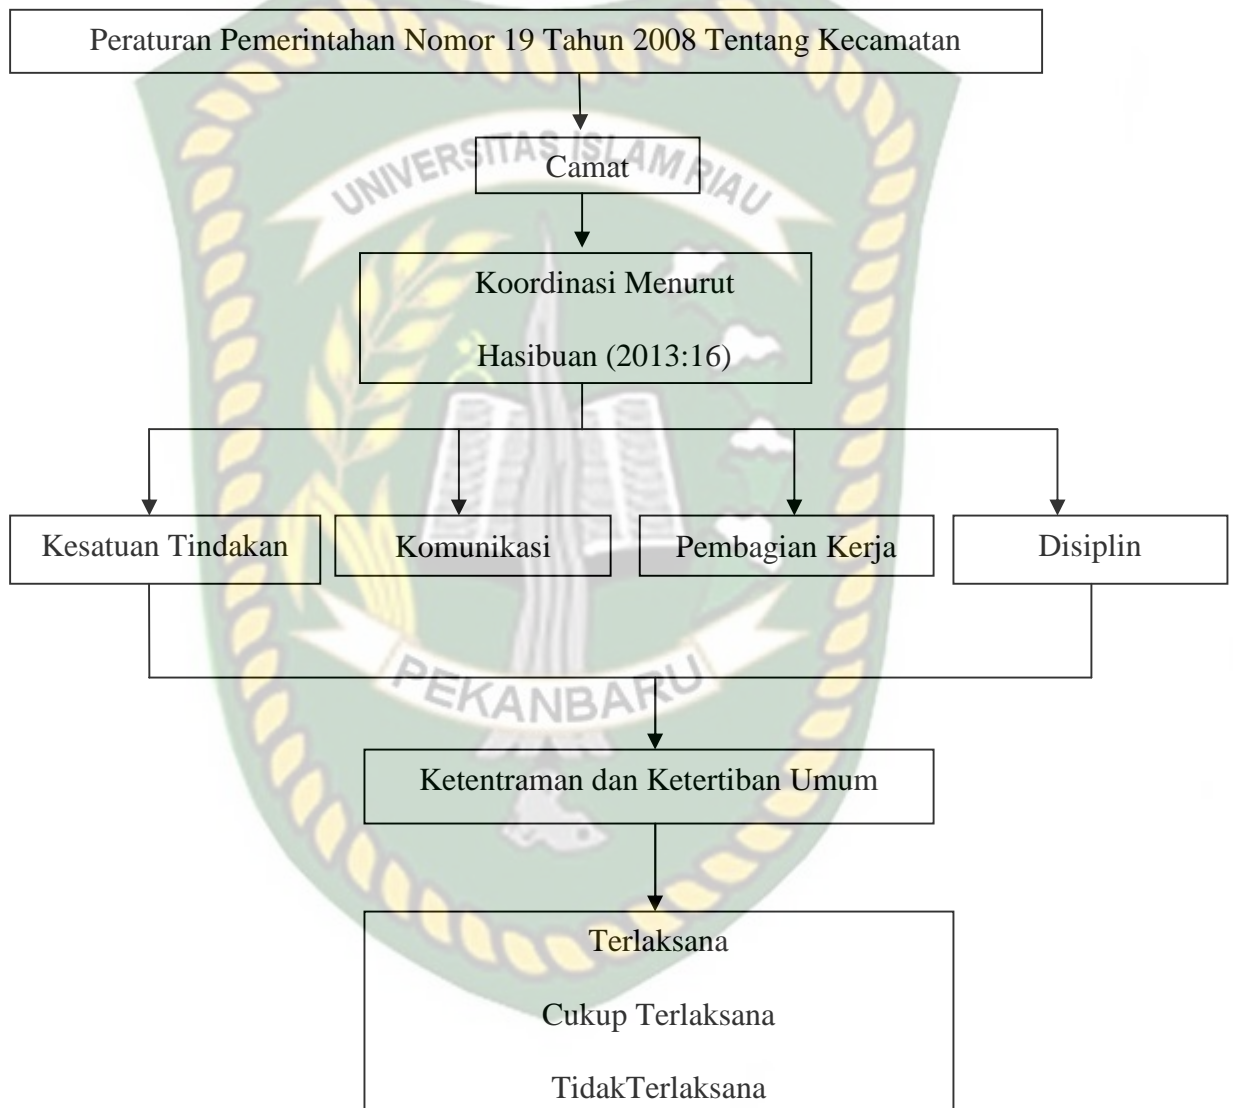 Peraturan Pemerintahan Nomor 19 Tahun 2008 Tentang Kecamatan
UNIVERSITAS ISLAM RIAU
Camat
Koordinasi Menurut
Hasibuan (2013:16)
Kesatuan Tindakan
Komunikasi
Pembagian Kerja
Disiplin
PEKANBARU
Ketentraman dan Ketertiban Umum
Terlaksana
Cukup Terlaksana
TidakTerlaksana